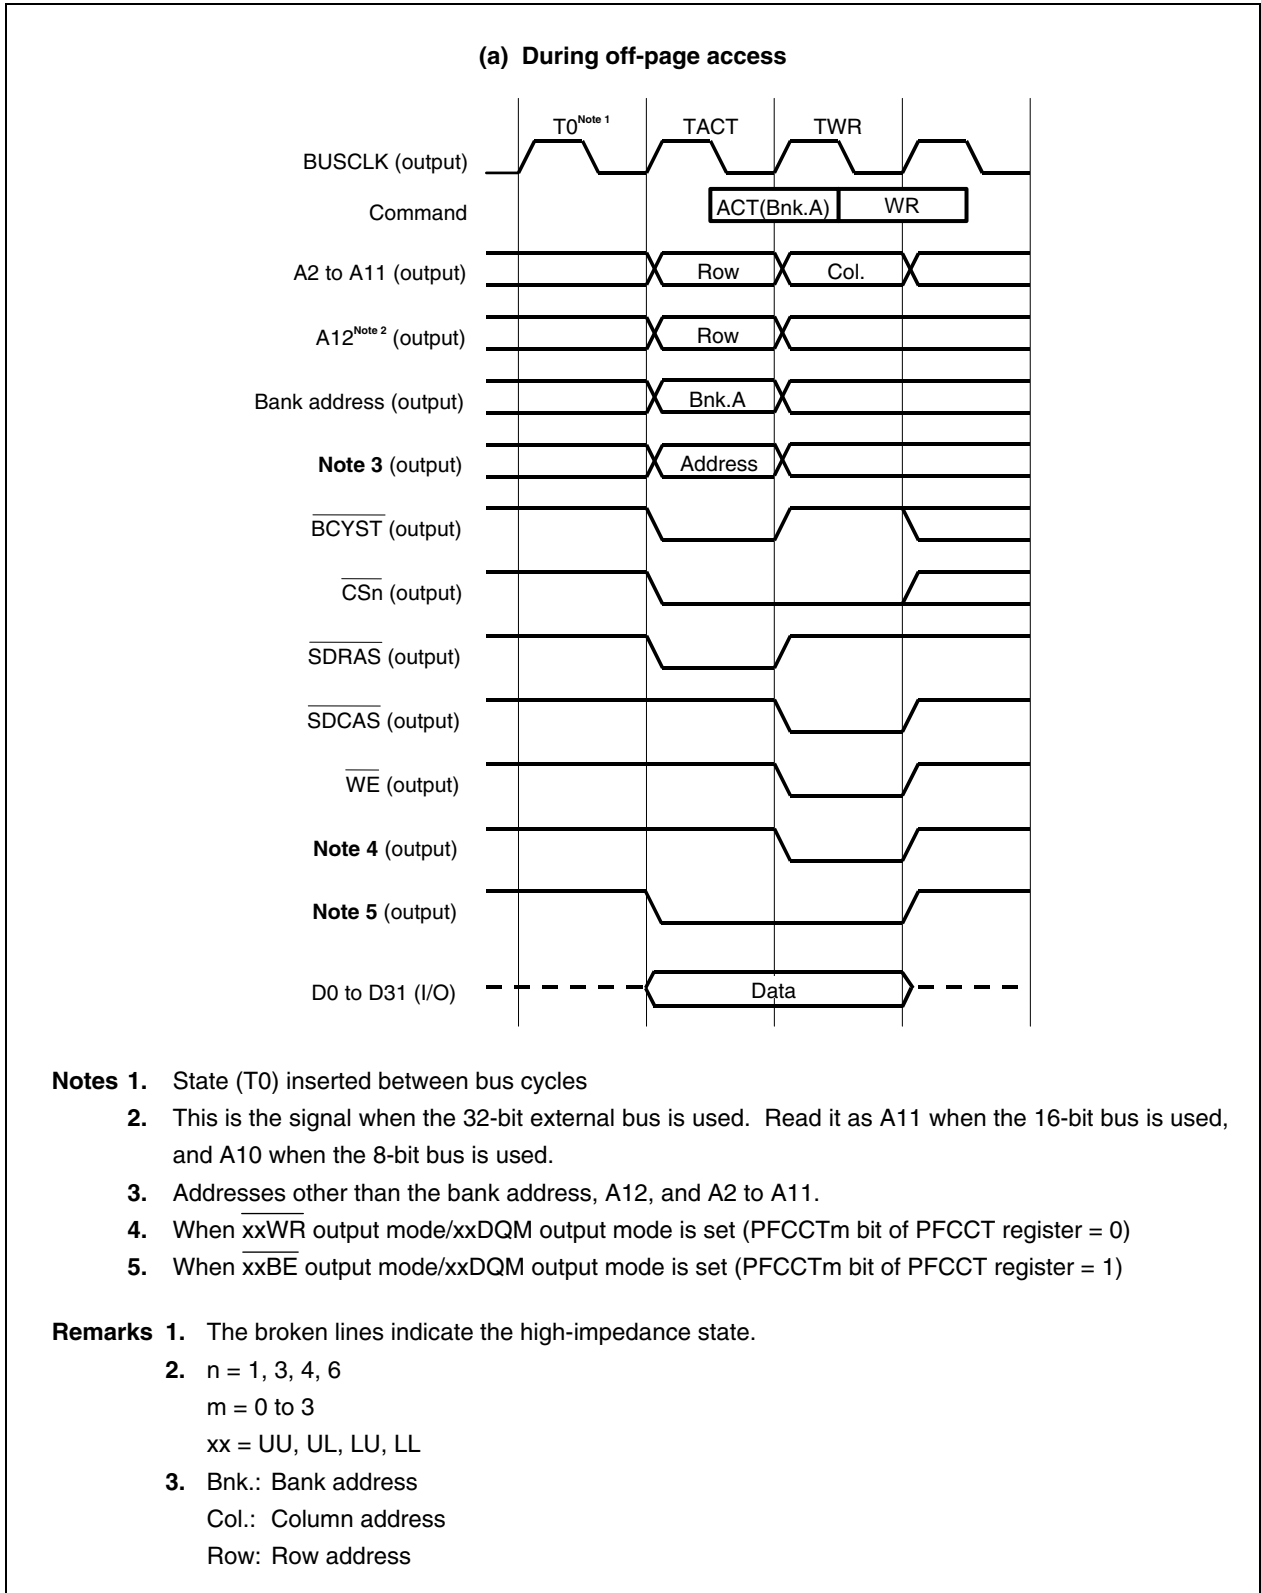 (a) During off-page access
T0Note 1 TACT TWR
BUSCLK (output)
Command ACT(Bnk.A) WR
A2 to A11 (output) Row Col.
A12Note 2 (output) Row
Bank address (output) Bnk.A
Note 3 (output) Address
BCYST (output)
CSn (output)
SDRAS (output)
SDCAS (output)
WE (output)
Note 4 (output)
Note 5 (output)
D0 to D31 (I/O) Data
Notes 1. State (T0) inserted between bus cycles
2. This is the signal when the 32-bit external bus is used. Read it as A11 when the 16-bit bus is used,
and A10 when the 8-bit bus is used.
3. Addresses other than the bank address, A12, and A2 to A11.
4. When xxWR output mode/xxDQM output mode is set (PFCCTm bit of PFCCT register = 0)
5. When xxBE output mode/xxDQM output mode is set (PFCCTm bit of PFCCT register = 1)
Remarks 1. The broken lines indicate the high-impedance state.
2. n = 1, 3, 4, 6
m = 0 to 3
xx = UU, UL, LU, LL
3. Bnk.: Bank address
Col.: Column address
Row: Row address